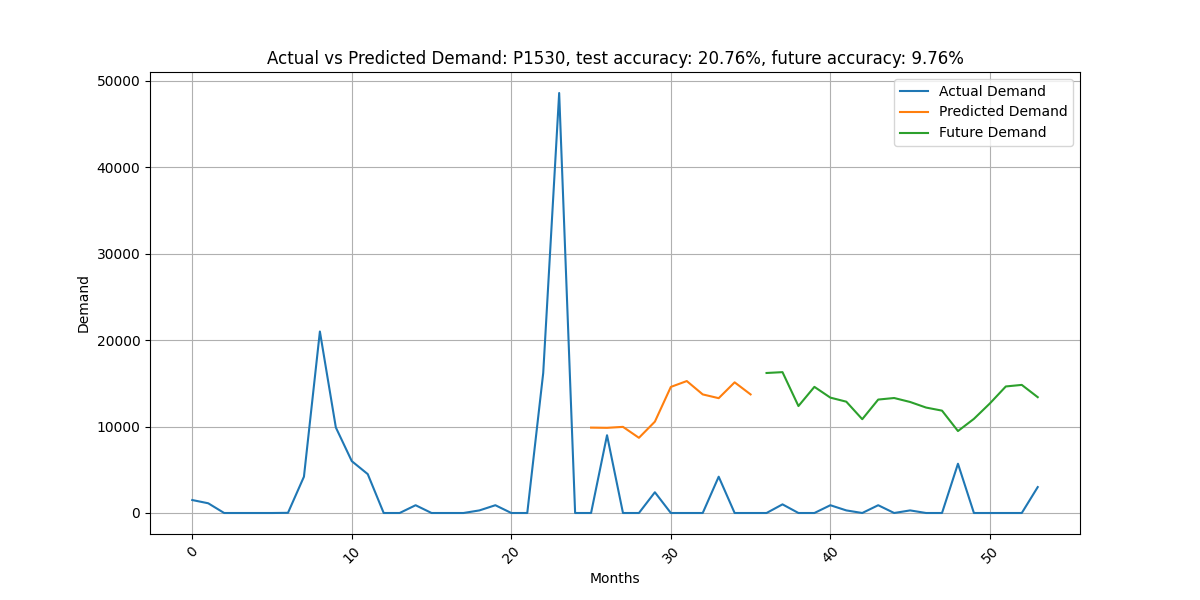 Actual vs Predicted Demand: P1530, test accuracy: 20.76%, future accuracy: 9.76%
Actual Demand
Predicted Demand
Future Demand
50000
40000
30000
20000
10000
0
Demand
0
10
20
30
40
50
Months